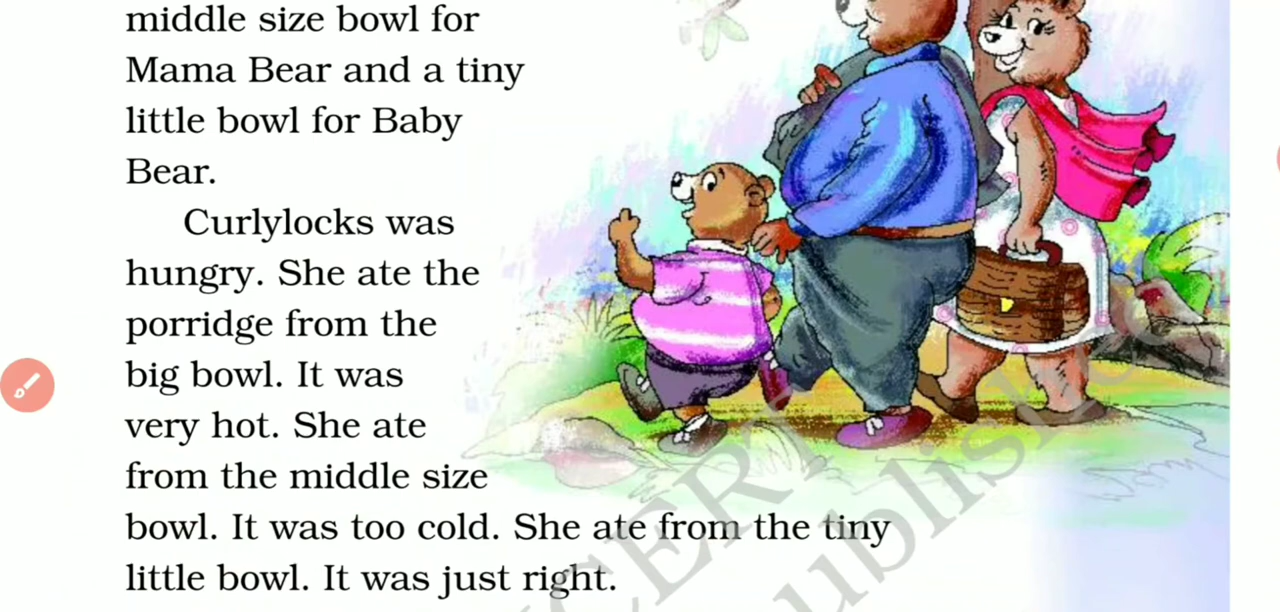 middle size bowl for
Mama Bear and a tiny
little bowl for Baby
Bear.
Curlylocks was
hungry. She ate the
porridge from the
big bowl. It was
very hot. She ate
from the middle size
bowl. It was too cold. She ate from the tiny
little bowl. It was just right.